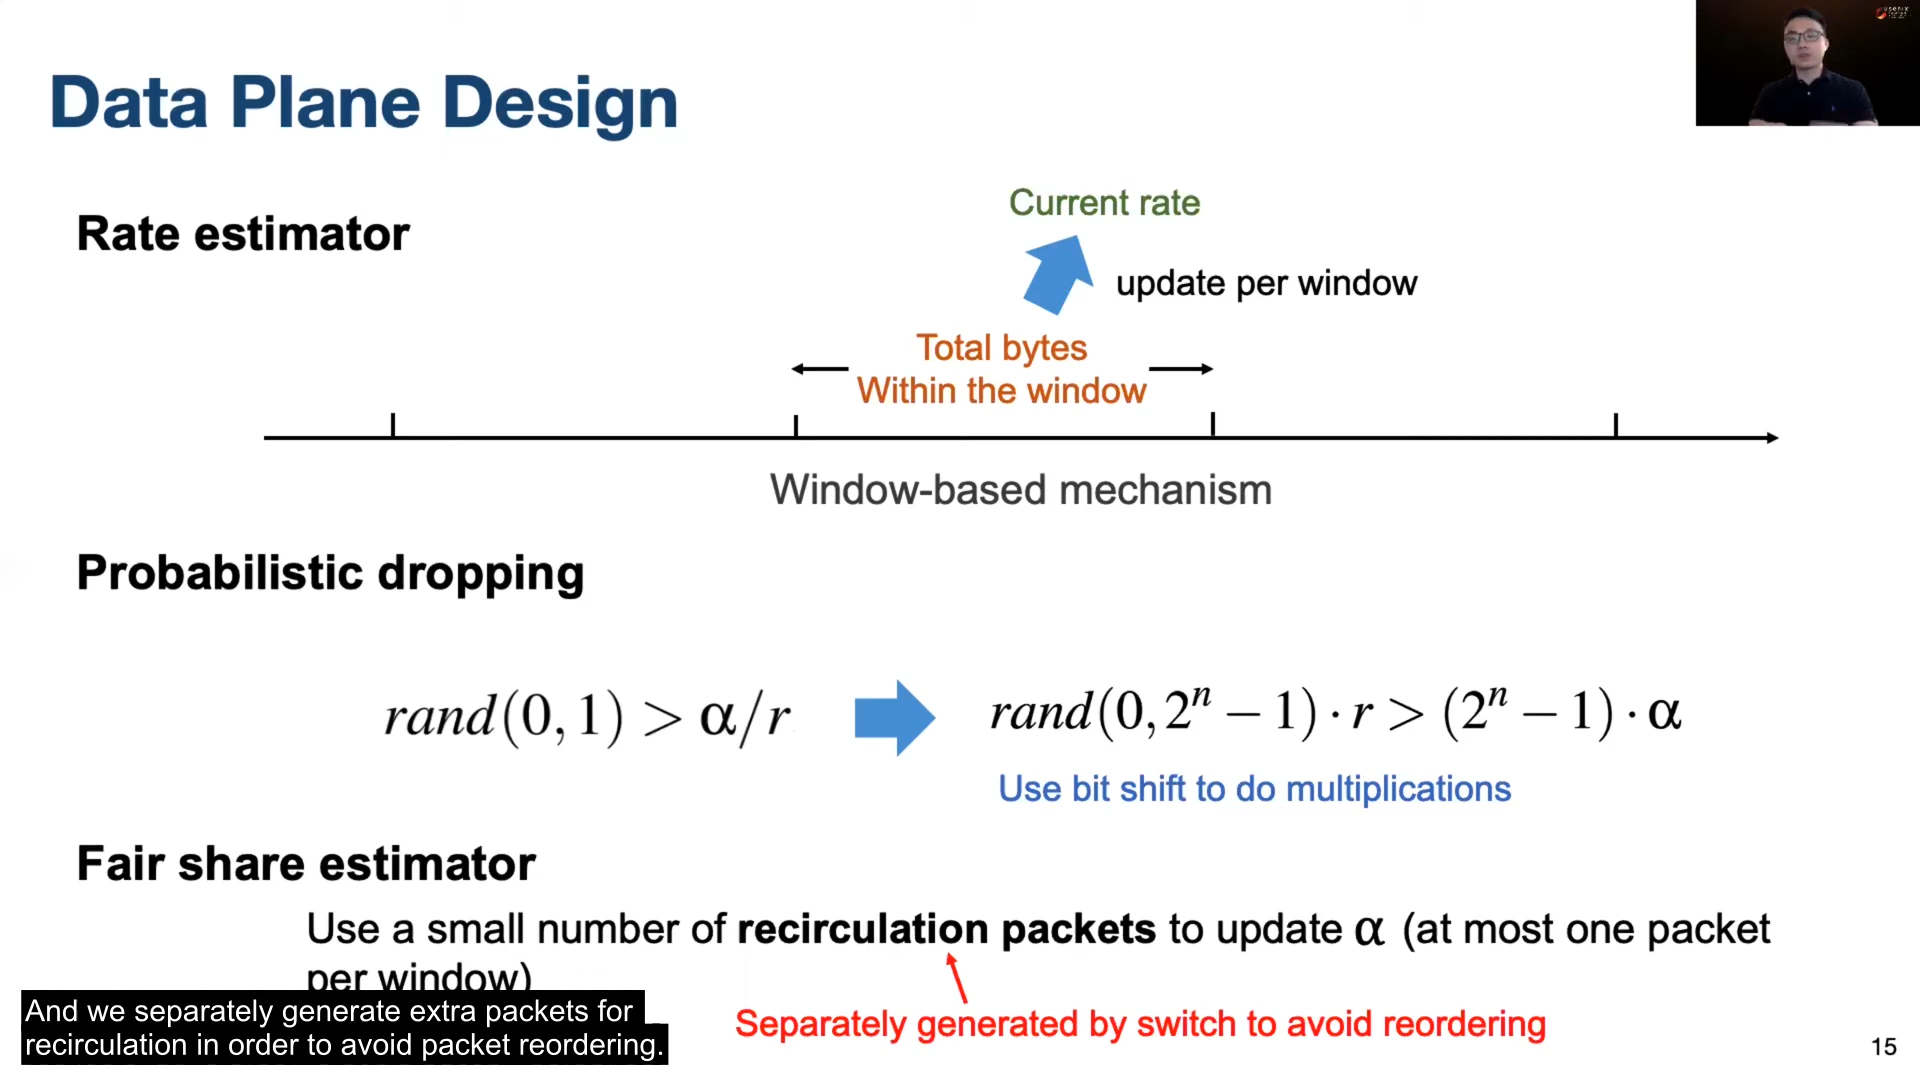 usenix
Data Plane Design
Current rate
Rate estimator
update per window
Total bytes
Within the window
Window-based mechanism
Probabilistic dropping
rand(0, 1) > α/r
rand(0, 2ⁿ − 1) · r > (2ⁿ − 1) · α
Use bit shift to do multiplications
Fair share estimator
Use a small number of recirculation packets to update α (at most one packet
per window)
And we separately generate extra packets for
recirculation in order to avoid packet reordering.
Separately generated by switch to avoid reordering
15